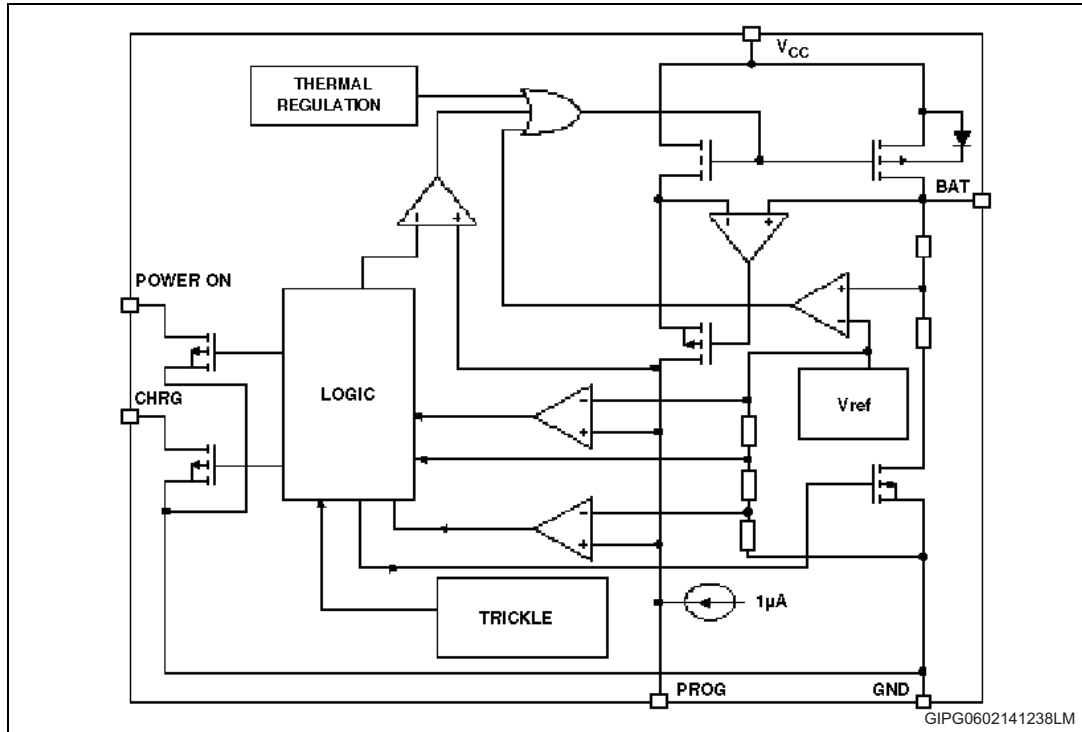 VCC
THERMAL
REGULATION
BAT
- +
- +
POWER ON
+
-
LOGIC
CHRG
Vref
-
+
-
+
1µA
TRICKLE
PROG
GND
GIPG0602141238LM